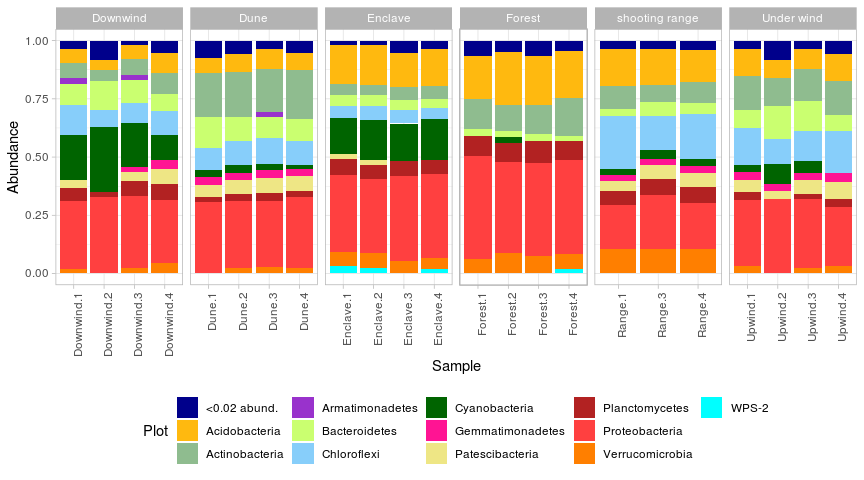 Downwind Dune Enclave Forest shooting range Under wind
1.00
0.75
0.50
0.25
0.00
Abundance
Downwind.1 Downwind.2 Downwind.3 Downwind.4 Dune.1 Dune.2 Dune.3 Dune.4 Enclave.1 Enclave.2 Enclave.3 Enclave.4 Forest.1 Forest.2 Forest.3 Forest.4 Range.1 Range.3 Range.4 Upwind.1 Upwind.2 Upwind.3 Upwind.4
Sample
Plot
<0.02 abund. Armatimonadetes Cyanobacteria Planctomycetes WPS-2
Acidobacteria Bacteroidetes Gemmatimonadetes Proteobacteria
Actinobacteria Chloroflexi Patescibacteria Verrucomicrobia